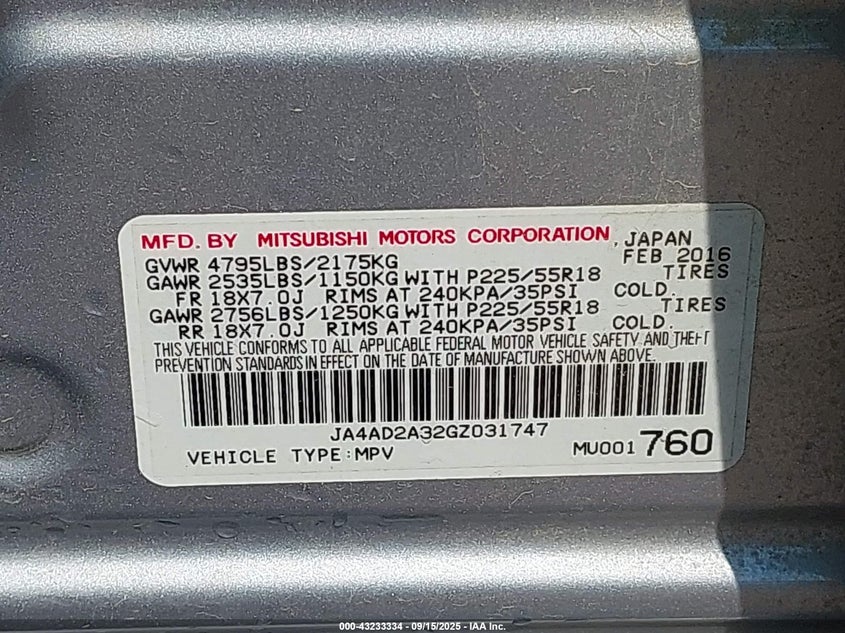 MFD. BY MITSUBISHI MOTORS CORPORATION, JAPAN
GVWR 4795LBS/2175KG FEB 2016
GAWR 2535LBS/1150KG WITH P225/55R18 TIRES
FR 18X7.0J RIMS AT 240KPA/35PSI COLD.
GAWR 2756LBS/1250KG WITH P225/55R18 TIRES
RR 18X7.0J RIMS AT 240KPA/35PSI COLD.
THIS VEHICLE CONFORMS TO ALL APPLICABLE FEDERAL MOTOR VEHICLE SAFETY AND THEFT
PREVENTION STANDARDS IN EFFECT ON THE DATE OF MANUFACTURE SHOWN ABOVE.
JA4AD2A32GZ031747
VEHICLE TYPE:MPV MU001760
000-43233334 - 09/15/2025 - IAA Inc.